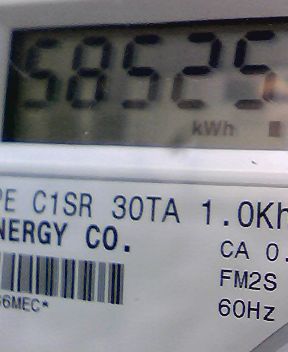 58525
kWh
PE C1SR 30TA 1.0Kh
NERGY CO.
CA 0.
FM2S
6MEC*
60Hz